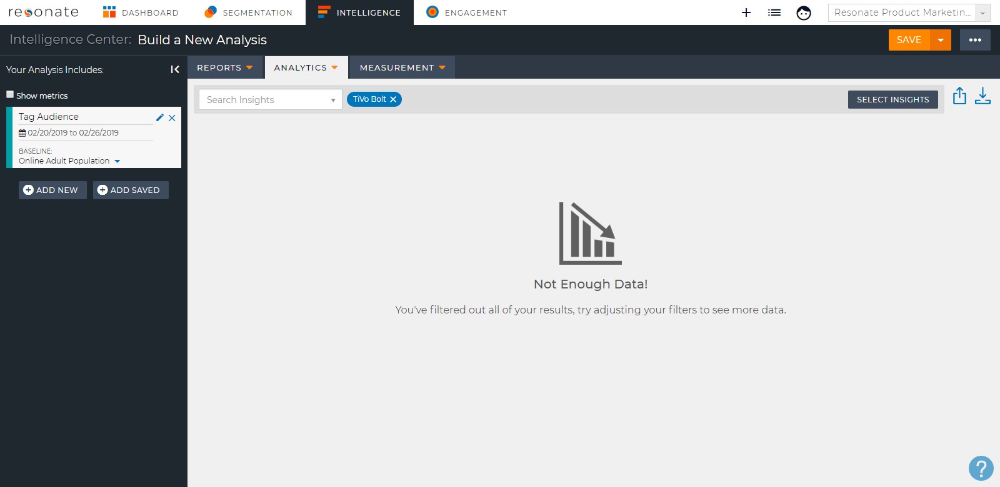 resonate
DASHBOARD
SEGMENTATION
INTELLIGENCE
ENGAGEMENT
Resonate Product Marketin...
Intelligence Center: Build a New Analysis
SAVE
Your Analysis Includes:
REPORTS
ANALYTICS
MEASUREMENT
Show metrics
Search Insights
TiVo Bolt
SELECT INSIGHTS
Tag Audience
02/20/2019 to 02/26/2019
BASELINE:
Online Adult Population
ADD NEW
ADD SAVED
Not Enough Data!
You've filtered out all of your results, try adjusting your filters to see more data.
?